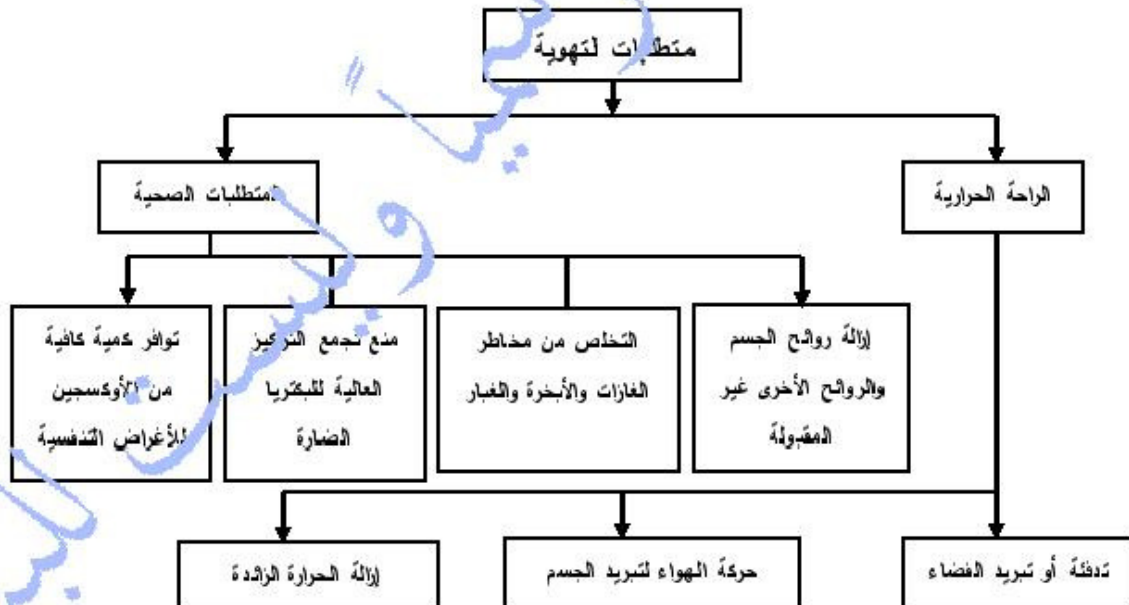 متطلبات لتهوية
الراحة الحرارية
المتطلبات الصحية
إزالة روائح الجسم
والروائح الأخرى غير
المقبولة
التخلص من مخاطر
الغازات والأبخرة والغبار
منع تجمع التركيز
العالية للبكتريا
الضارة
توافر كمية كافية
من الأوكسجين
للأغراض التنفسية
تدفئة أو تبريد الفضاء
حركة الهواء لتبريد الجسم
إزالة الحرارة الزائدة